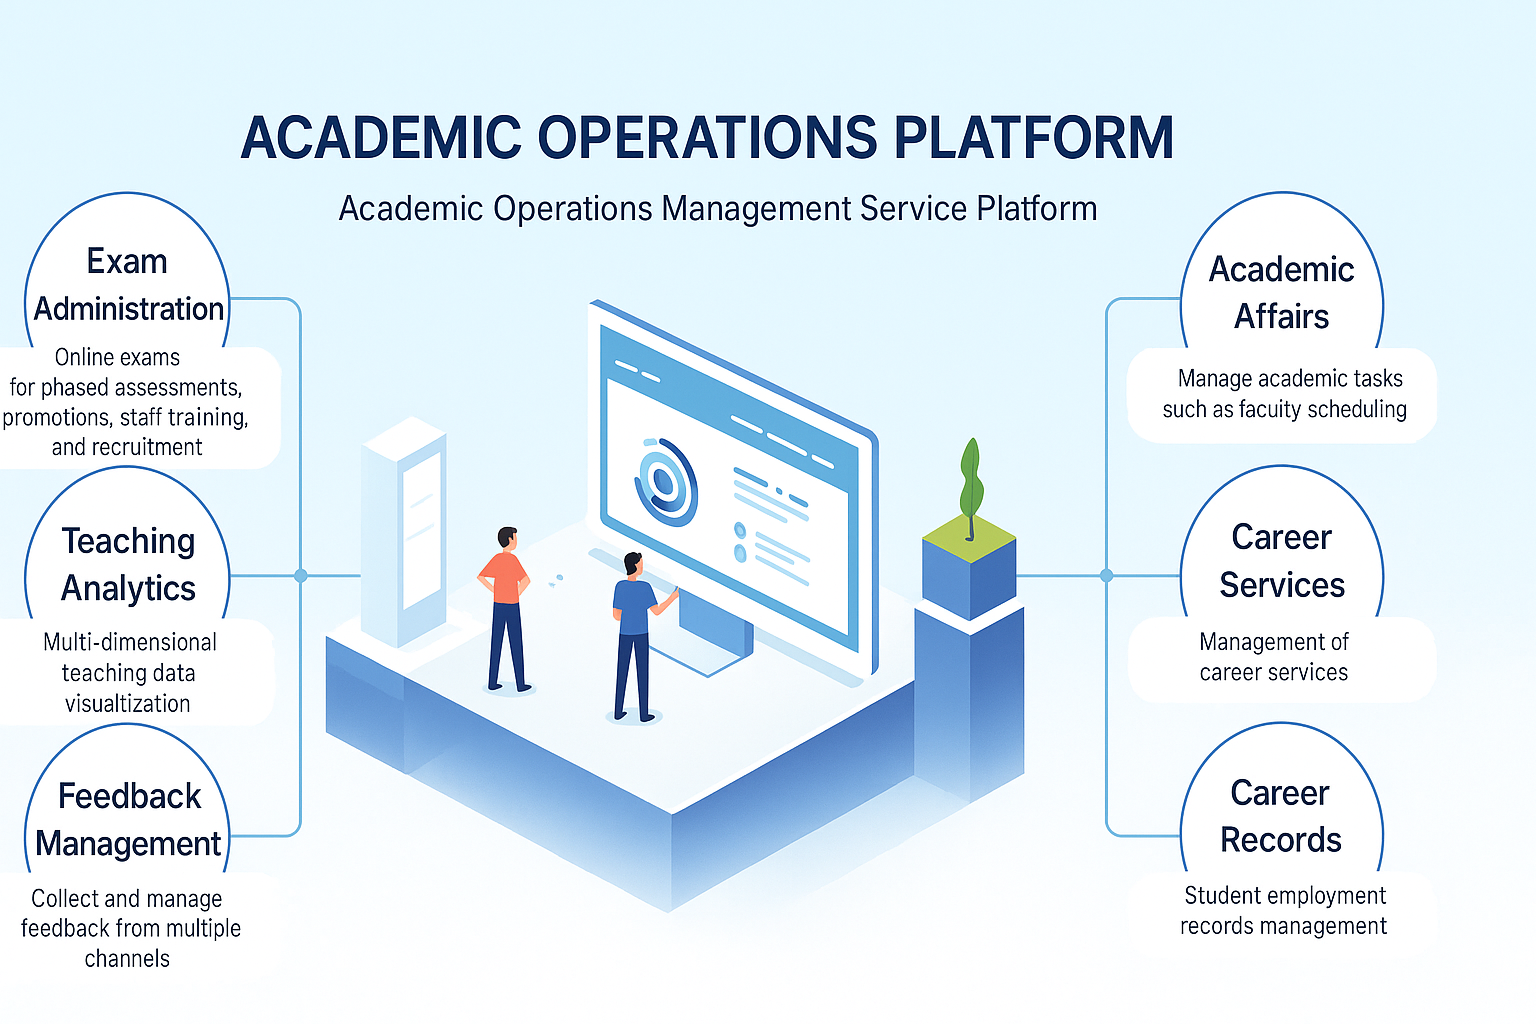 ACADEMIC OPERATIONS PLATFORM
Academic Operations Management Service Platform
Exam
Administration
Online exams
for phased assessments,
promotions, staff training,
and recruitment
Teaching
Analytics
Multi-dimensional
teaching data
visualtization
Feedback
Management
Collect and manage
feedback from multiple
channels
Academic
Affairs
Manage academic tasks
such as facuity scheduling
Career
Services
Management of
career services
Career
Records
Student employment
records management